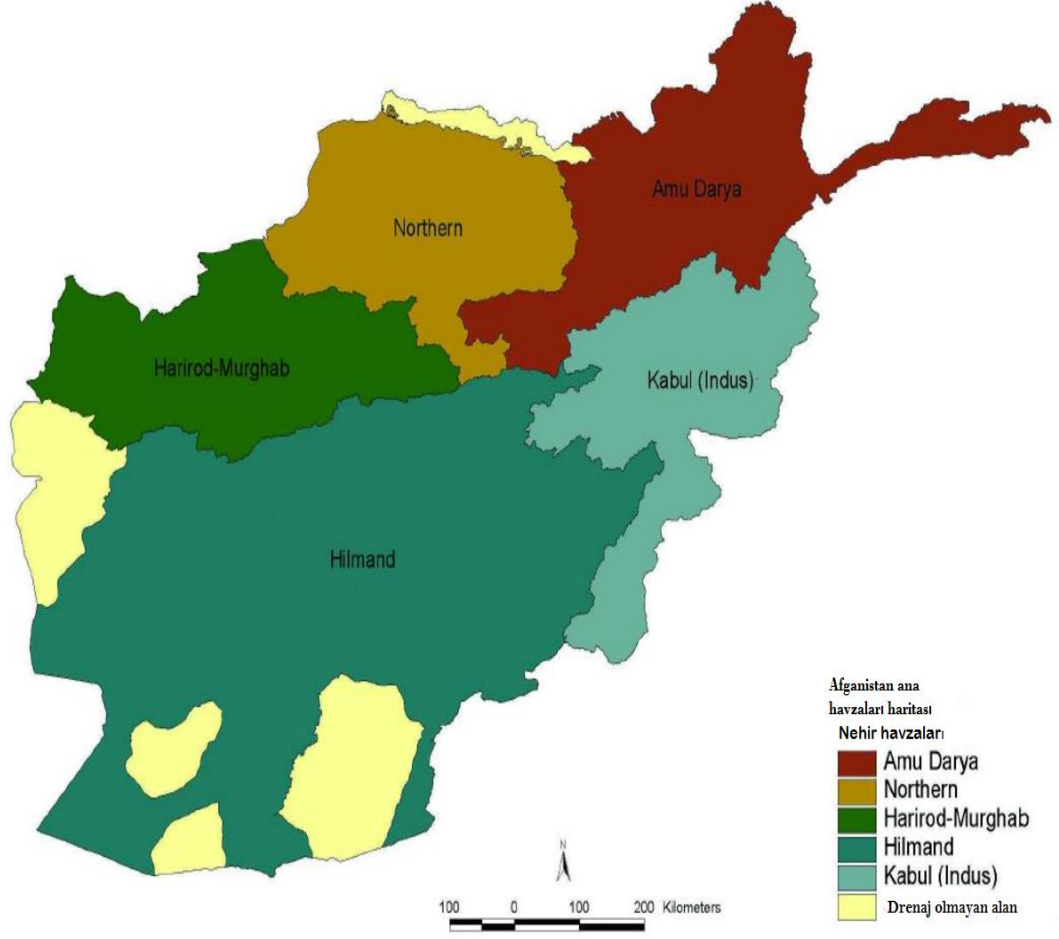 Amu Darya
Northern
Harirod-Murghab
Kabul (Indus)
Hilmand
Afganistan ana
havzaları haritası
Nehir havzaları
Amu Darya
Northern
Harirod-Murghab
Hilmand
Kabul (Indus)
Drenaj olmayan alan
N
100 0 100 200 Kilometers